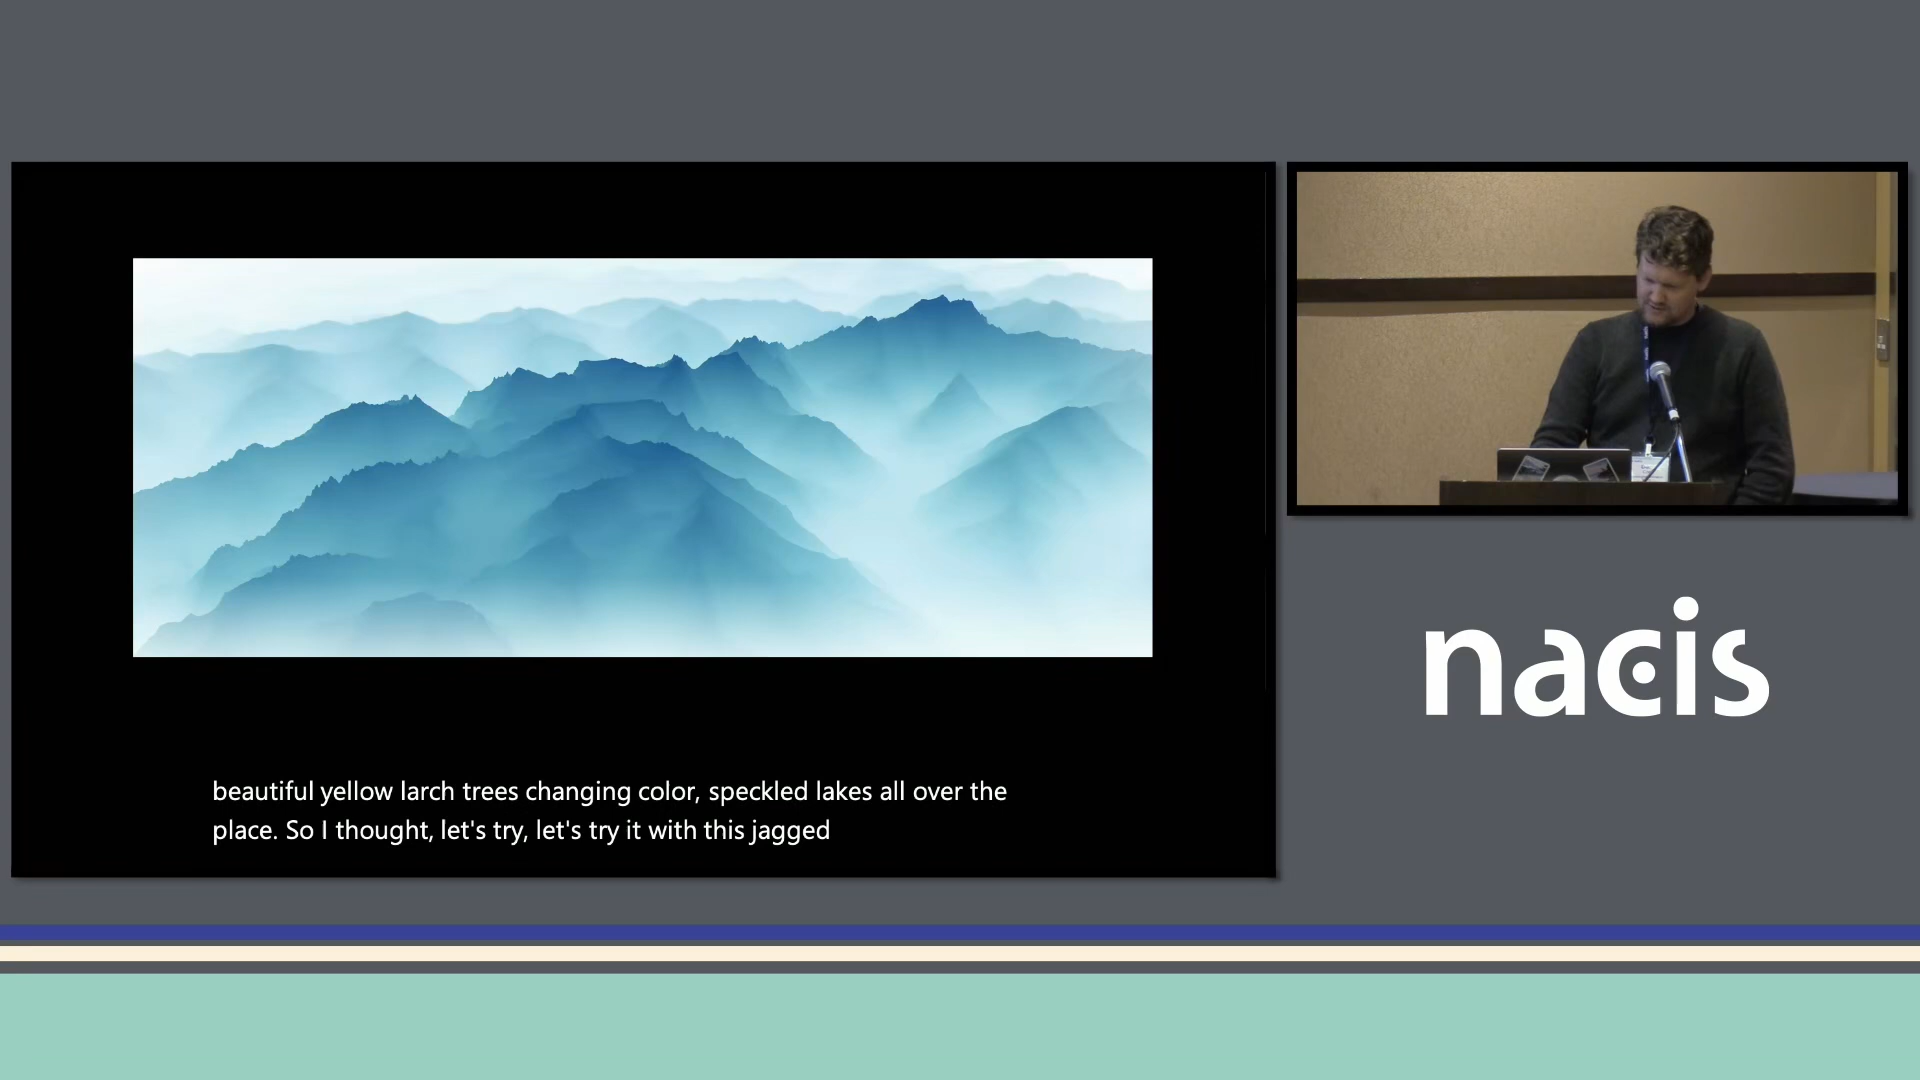 beautiful yellow larch trees changing color, speckled lakes all over the
place. So I thought, let's try, let's try it with this jagged
nacis